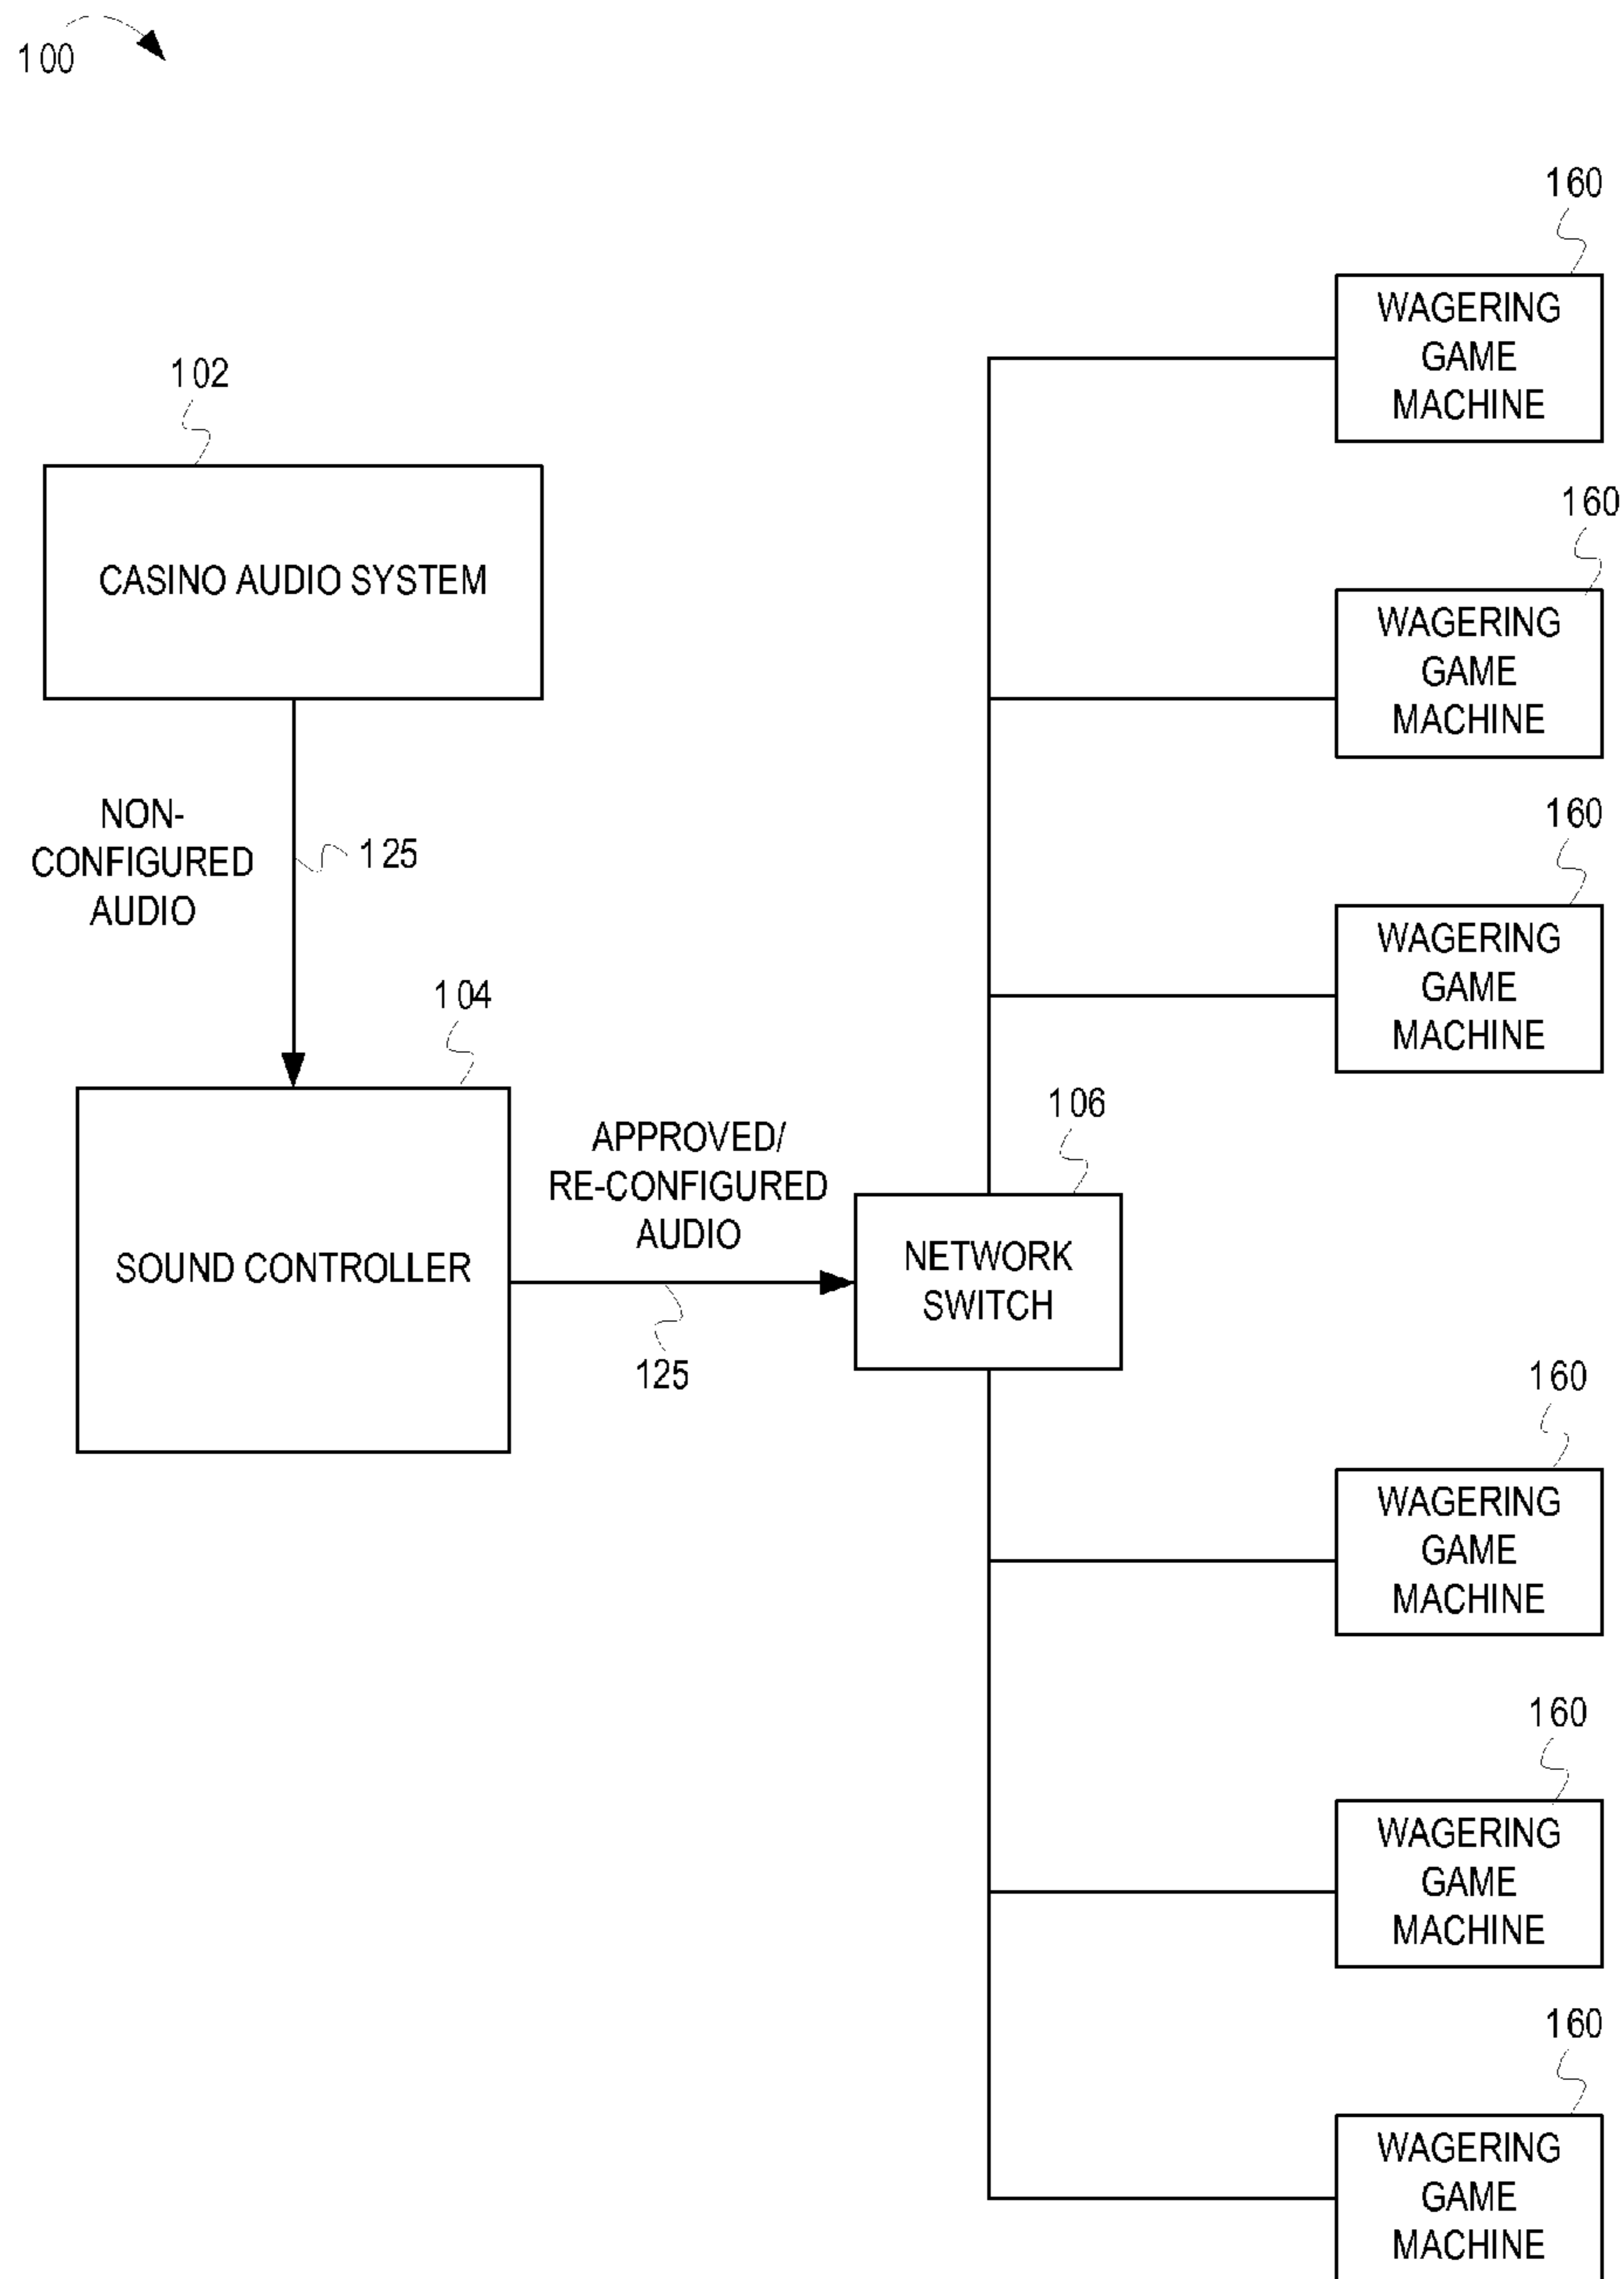 100
160
WAGERING
GAME
MACHINE
102
CASINO AUDIO SYSTEM
160
WAGERING
GAME
MACHINE
NON-
CONFIGURED
AUDIO
125
160
WAGERING
GAME
MACHINE
104
SOUND CONTROLLER
APPROVED/
RE-CONFIGURED
AUDIO
125
106
NETWORK
SWITCH
160
WAGERING
GAME
MACHINE
160
WAGERING
GAME
MACHINE
160
WAGERING
GAME
MACHINE